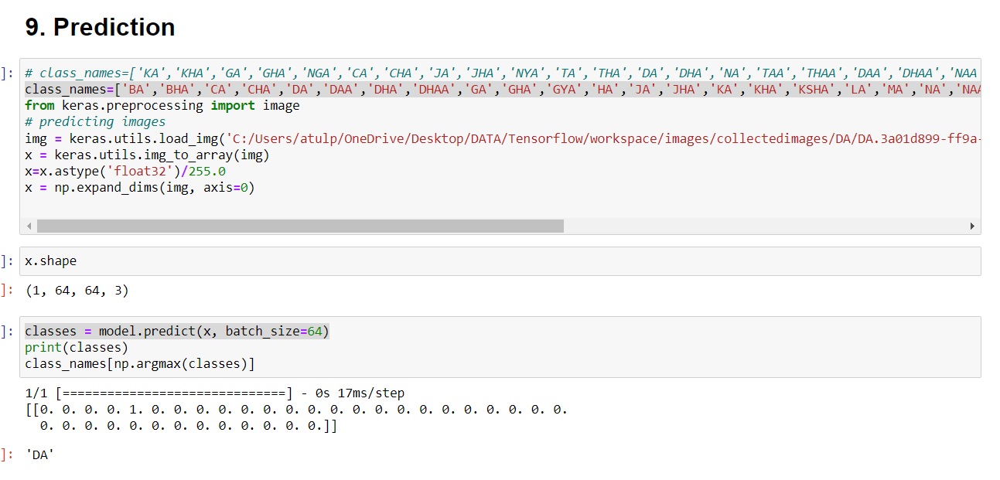 9. Prediction
]: # class_names=['KA','KHA','GA','GHA','NGA','CA','CHA','JA','JHA','NYA','TA','THA','DA','DHA','NA','TAA','THAA','DAA','DHAA','NAA
class_names=['BA','BHA','CA','CHA','DA','DAA','DHA','DHAA','GA','GHA','GYA','HA','JA','JHA','KA','KHA','KSHA','LA','MA','NA','NAA
from keras.preprocessing import image
# predicting images
img = keras.utils.load_img('C:/Users/atulp/OneDrive/Desktop/DATA/Tensorflow/workspace/images/collectedimages/DA/DA.3a01d899-ff9a-
x = keras.utils.img_to_array(img)
x=x.astype('float32')/255.0
x = np.expand_dims(img, axis=0)
]: x.shape
]: (1, 64, 64, 3)
]: classes = model.predict(x, batch_size=64)
print(classes)
class_names[np.argmax(classes)]
1/1 [==============================] - 0s 17ms/step
[[0. 0. 0. 0. 1. 0. 0. 0. 0. 0. 0. 0. 0. 0. 0. 0. 0. 0. 0. 0. 0. 0. 0. 0.
0. 0. 0. 0. 0. 0. 0. 0. 0. 0. 0. 0. 0.]]
]: 'DA'